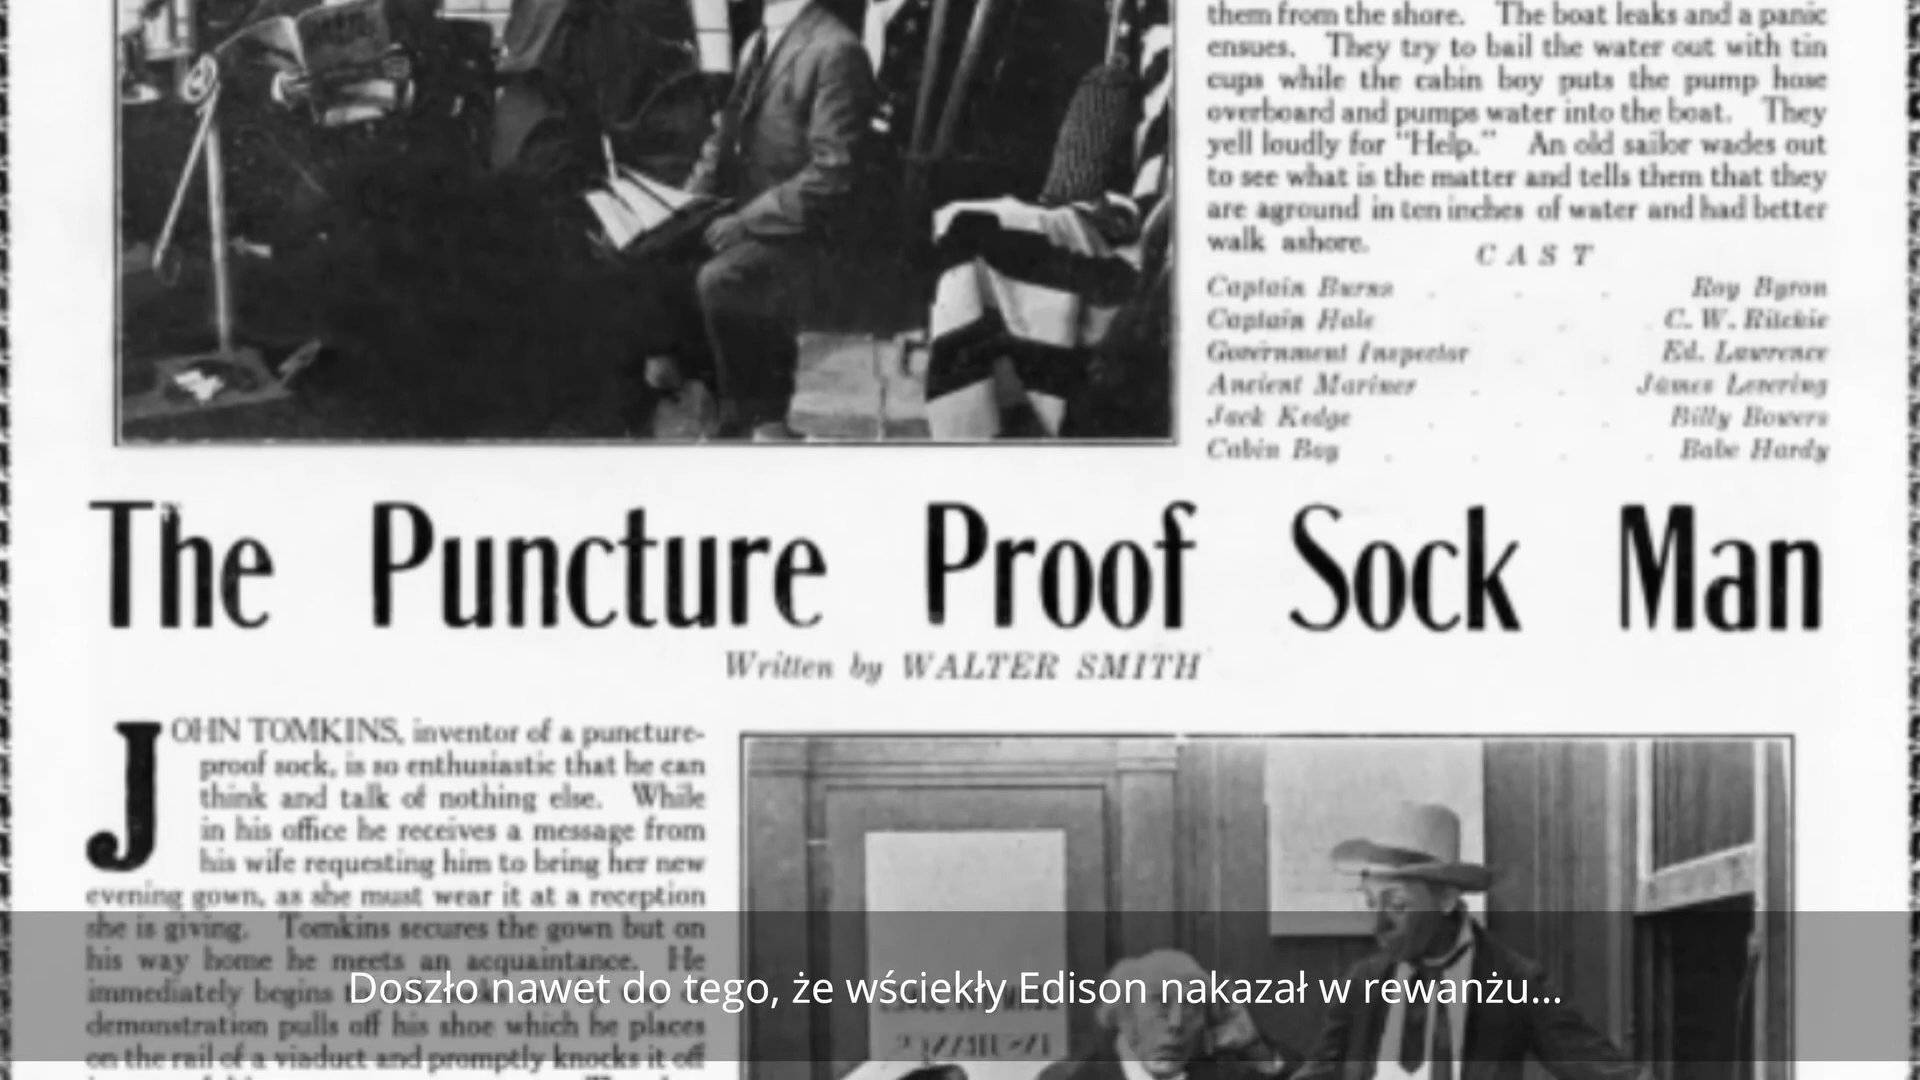 them from the shore. The boat leaks and a panic
ensues. They try to bail the water out with tin
cups while the cabin boy puts the pump hose
overboard and pumps water into the boat. They
yell loudly for "Help." An old sailor wades out
to see what is the matter and tells them that they
are aground in ten inches of water and had better
walk ashore.
CAST
Captain Burns . . . Roy Byron
Captain Hale . . . C. W. Ritchie
Government Inspector . . Ed. Lawrence
Ancient Mariner . . . James Levering
Jack Kedge . . . Billy Bowers
Cabin Boy . . . . Babe Hardy
The Puncture Proof Sock Man
Written by WALTER SMITH
JOHN TOMKINS, inventor of a puncture-
proof sock, is so enthusiastic that he can
think and talk of nothing else. While
in his office he receives a message from
his wife requesting him to bring her new
evening gown, as she must wear it at a reception
she is giving. Tomkins secures the gown but on
his way home he meets an acquaintance. He
immediately begins
demonstration pulls off his shoe which he places
on the rail of a viaduct and promptly knocks it off
Doszło nawet do tego, że wściekły Edison nakazał w rewanżu...